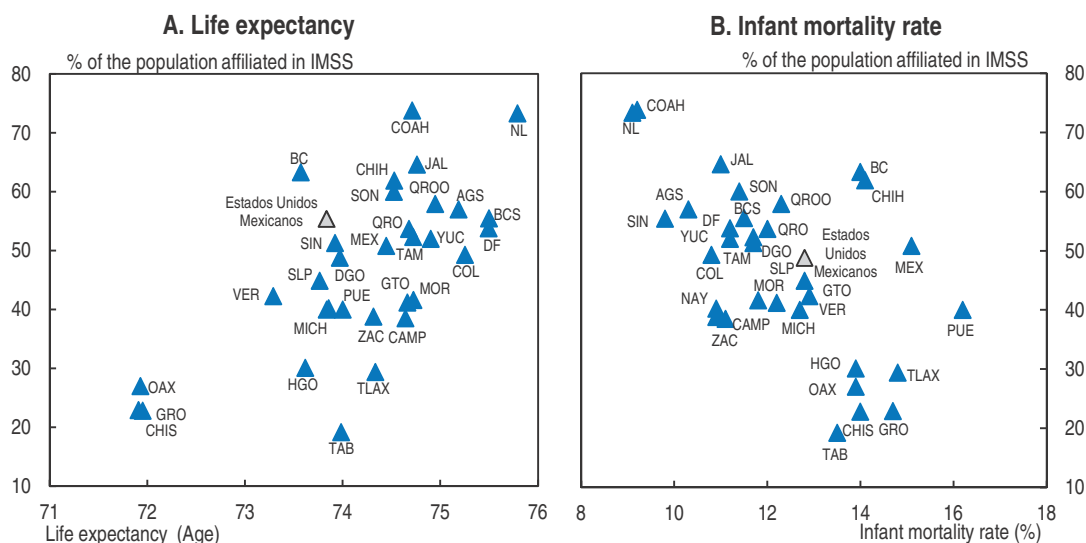 A. Life expectancy
% of the population affiliated in IMSS
80
70
60
50
40
30
20
10
COAH
NL
BC
CHIH
JAL
SON
QROO
AGS
Estados Unidos
Mexicanos
BCS
QRO
DF
SIN
MEX
TAM
YUC
DGO
COL
SLP
VER
GTO
MOR
PUE
MICH
ZAC
CAMP
HGO
TLAX
OAX
GRO
CHIS
TAB
71
72
73
74
75
76
Life expectancy (Age)
B. Infant mortality rate
% of the population affiliated in IMSS
80
70
60
50
40
30
20
10
COAH
NL
JAL
BC
AGS
SON
CHIH
QROO
SIN
BCS
DF
YUC
QRO
Estados
Unidos
Mexicanos
TAM
DGO
MEX
COL
SLP
MOR
GTO
NAY
VER
CAMP
MICH
ZAC
PUE
HGO
TLAX
OAX
CHIS
GRO
TAB
8
10
12
14
16
18
Infant mortality rate (%)